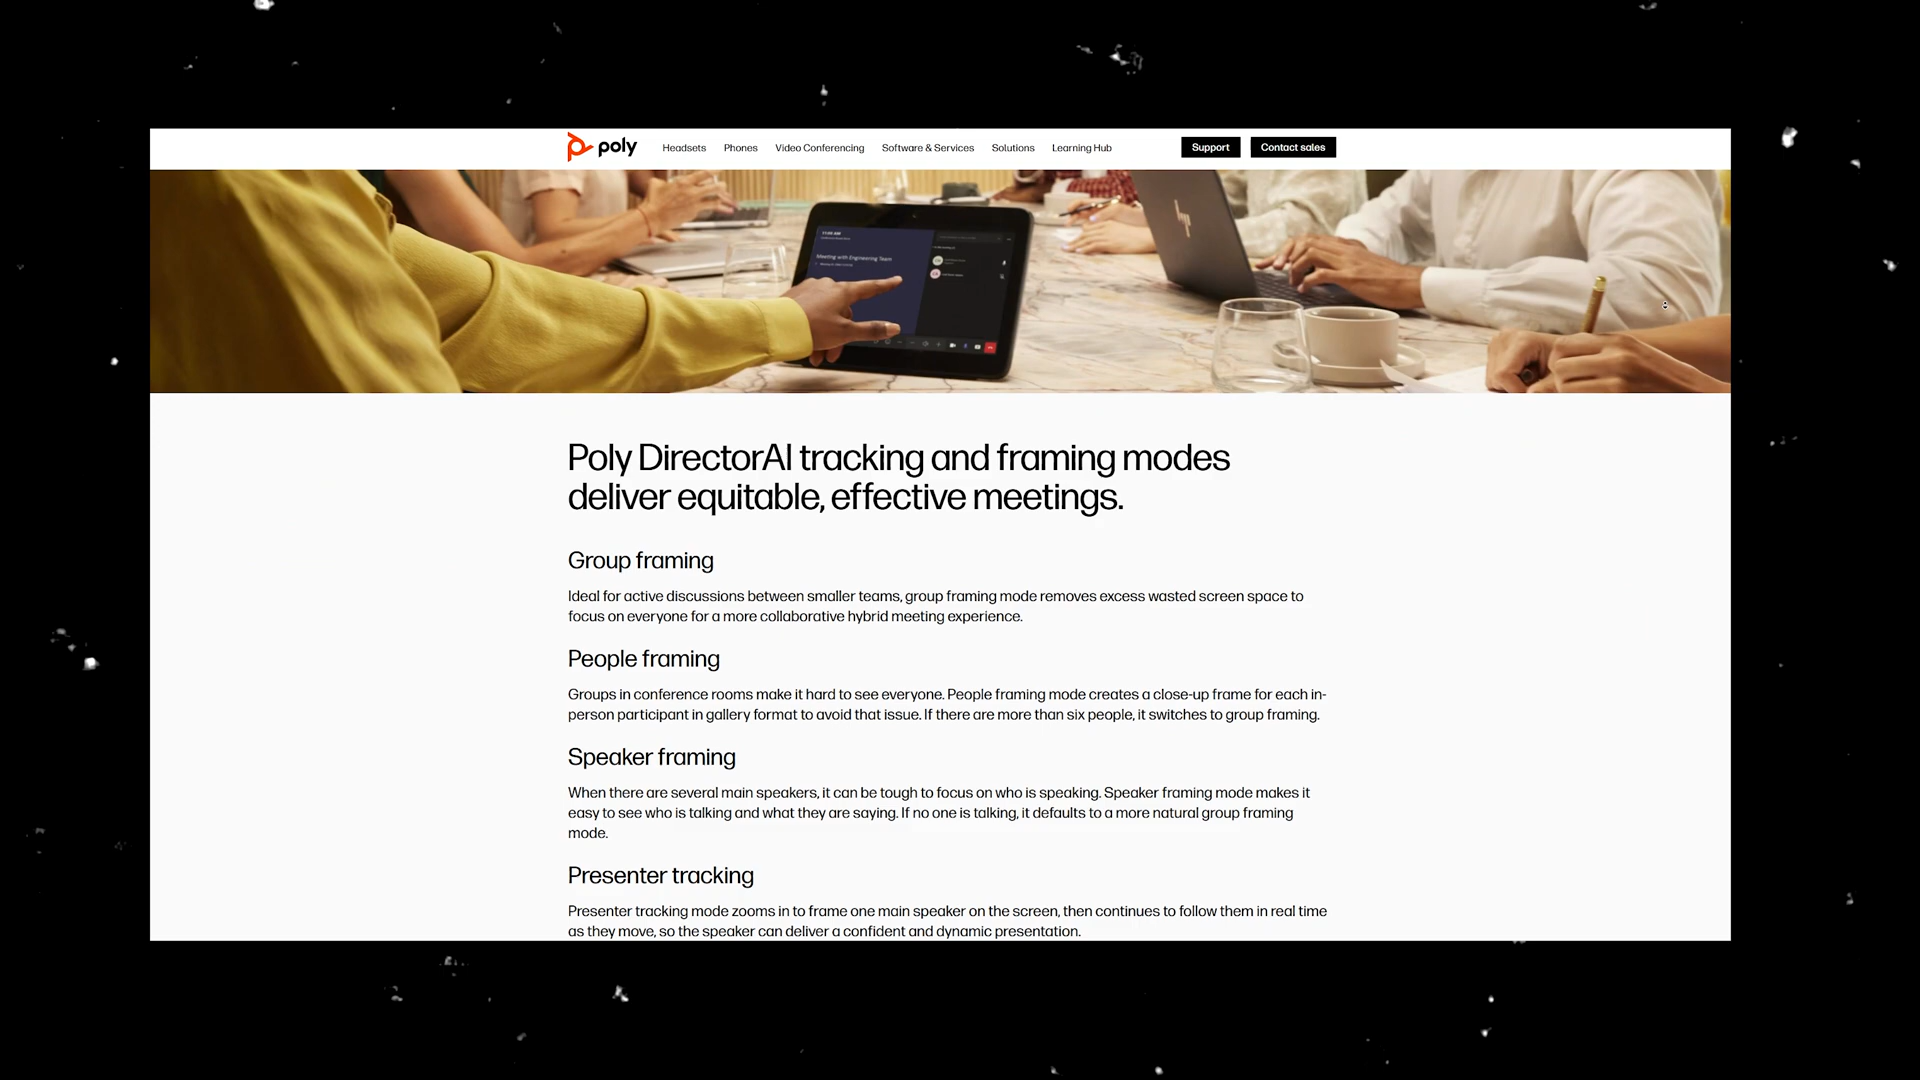 poly
Headsets Phones Video Conferencing Software & Services Solutions Learning Hub Support Contact sales
11:00 AM
Meeting with Engineering Team
hp
Poly DirectorAI tracking and framing modes
deliver equitable, effective meetings.
Group framing
Ideal for active discussions between smaller teams, group framing mode removes excess wasted screen space to
focus on everyone for a more collaborative hybrid meeting experience.
People framing
Groups in conference rooms make it hard to see everyone. People framing mode creates a close-up frame for each in-
person participant in gallery format to avoid that issue. If there are more than six people, it switches to group framing.
Speaker framing
When there are several main speakers, it can be tough to focus on who is speaking. Speaker framing mode makes it
easy to see who is talking and what they are saying. If no one is talking, it defaults to a more natural group framing
mode.
Presenter tracking
Presenter tracking mode zooms in to frame one main speaker on the screen, then continues to follow them in real time
as they move, so the speaker can deliver a confident and dynamic presentation.